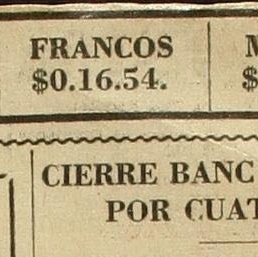 FRANCOS
$0.16.54.
CIERRE BANC
POR CUAT